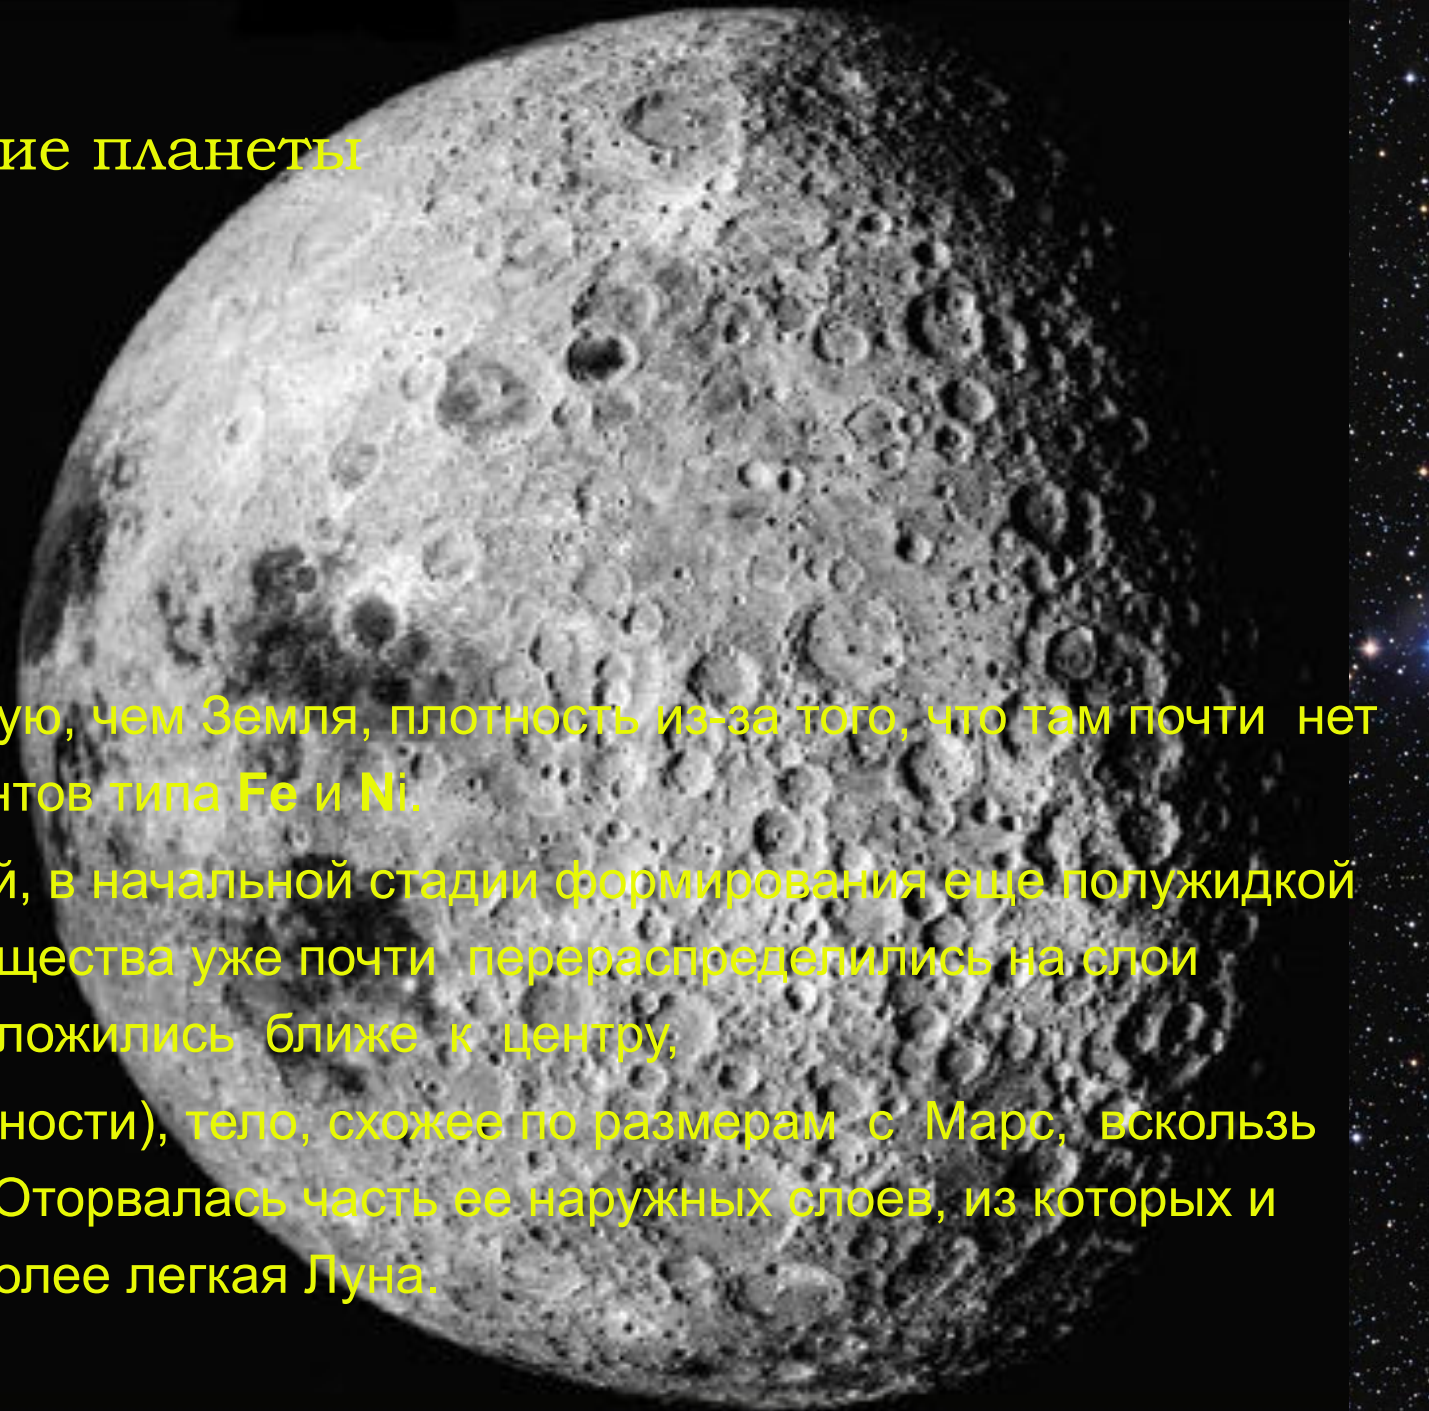 ие планеты
ую, чем Земля, плотность из-за того, что там почти нет
нтов типа Fe и Ni.
й, в начальной стадии формирования еще полужидкой
щества уже почти перераспределились на слои
ложились ближе к центру,
ности), тело, схожее по размерам с Марс, вскользь
Оторвалась часть ее наружных слоев, из которых и
олее легкая Луна.